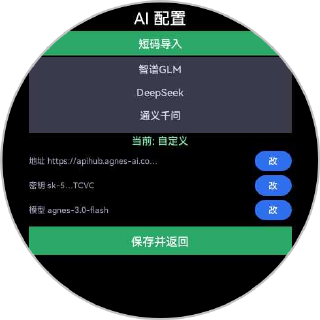 AI 配置
短码导入
智谱GLM
DeepSeek
通义千问
当前: 自定义
地址 https://apihub.agnes-ai.co... 改
密钥 sk-5...TCVC 改
模型 agnes-3.0-flash 改
保存并返回